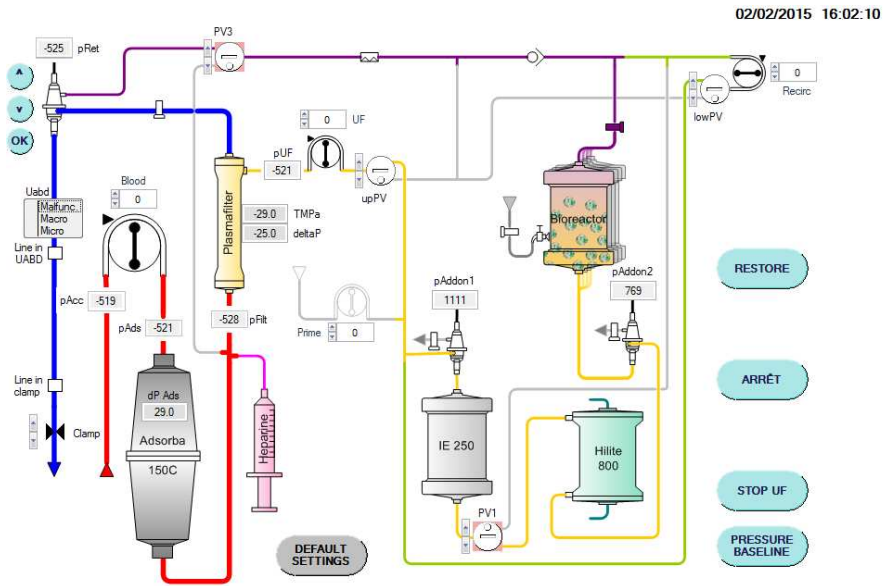 02/02/2015 16:02:10
PV3
-525 pRet
0
Recirc
lowPV
^
v
OK
0 UF
pUF
-521
upPV
Uabd
Malfunc.
Macro
Micro
Blood
0
Plasmafilter
-29.0 TMPa
-25.0 deltaP
Bioreactor
Line in
UABD
RESTORE
pAcc -519
pAddon1
1111
pAddon2
769
pAds -521
-528 pFilt
Prime 0
Line in
clamp
ARRÊT
dP Ads
29.0
Adsorba
150C
Clamp
Heparine
IE 250
Hilite
800
STOP UF
PV1
DEFAULT
SETTINGS
PRESSURE
BASELINE